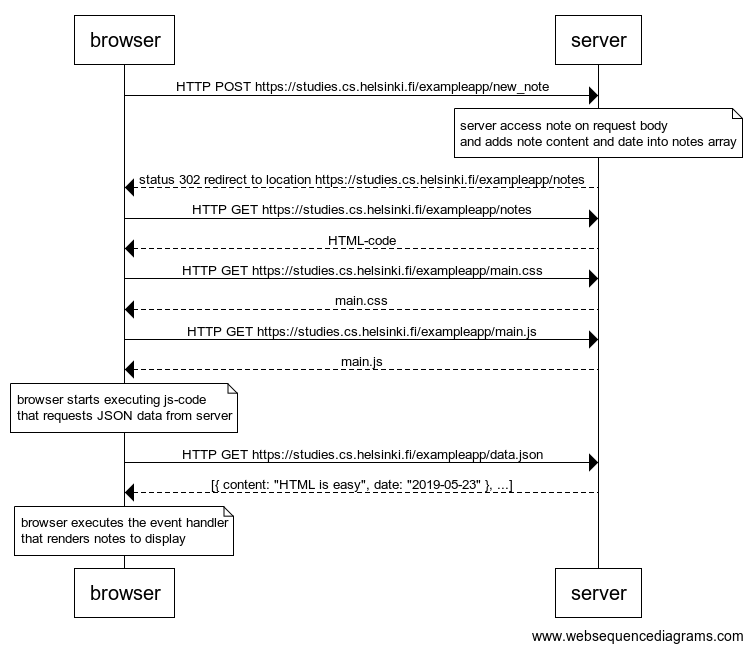 browser
server
HTTP POST https://studies.cs.helsinki.fi/exampleapp/new_note
server access note on request body
and adds note content and date into notes array
status 302 redirect to location https://studies.cs.helsinki.fi/exampleapp/notes
HTTP GET https://studies.cs.helsinki.fi/exampleapp/notes
HTML-code
HTTP GET https://studies.cs.helsinki.fi/exampleapp/main.css
main.css
HTTP GET https://studies.cs.helsinki.fi/exampleapp/main.js
main.js
browser starts executing js-code
that requests JSON data from server
HTTP GET https://studies.cs.helsinki.fi/exampleapp/data.json
[{ content: "HTML is easy", date: "2019-05-23" }, ...]
browser executes the event handler
that renders notes to display
browser
server
www.websequencediagrams.com